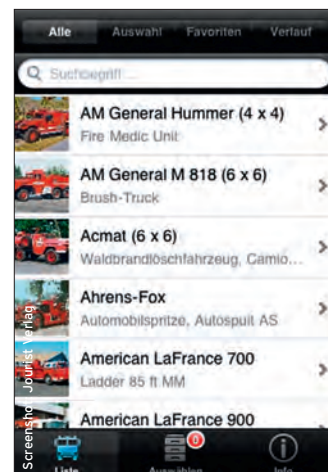 Alle Auswahl Favoriten Verlauf
Suchbegriff ...
AM General Hummer (4 x 4)
Fire Medic Unit
AM General M 818 (6 x 6)
Brush-Truck
Acmat (6 x 6)
Waldbrandlöschfahrzeug, Camio...
Ahrens-Fox
Automobilspritze, Autospuit AS
American LaFrance 700
Ladder 85 ft MM
American LaFrance 900
0
Liste Auswählen Info
Screenshot: Jourist Verlag